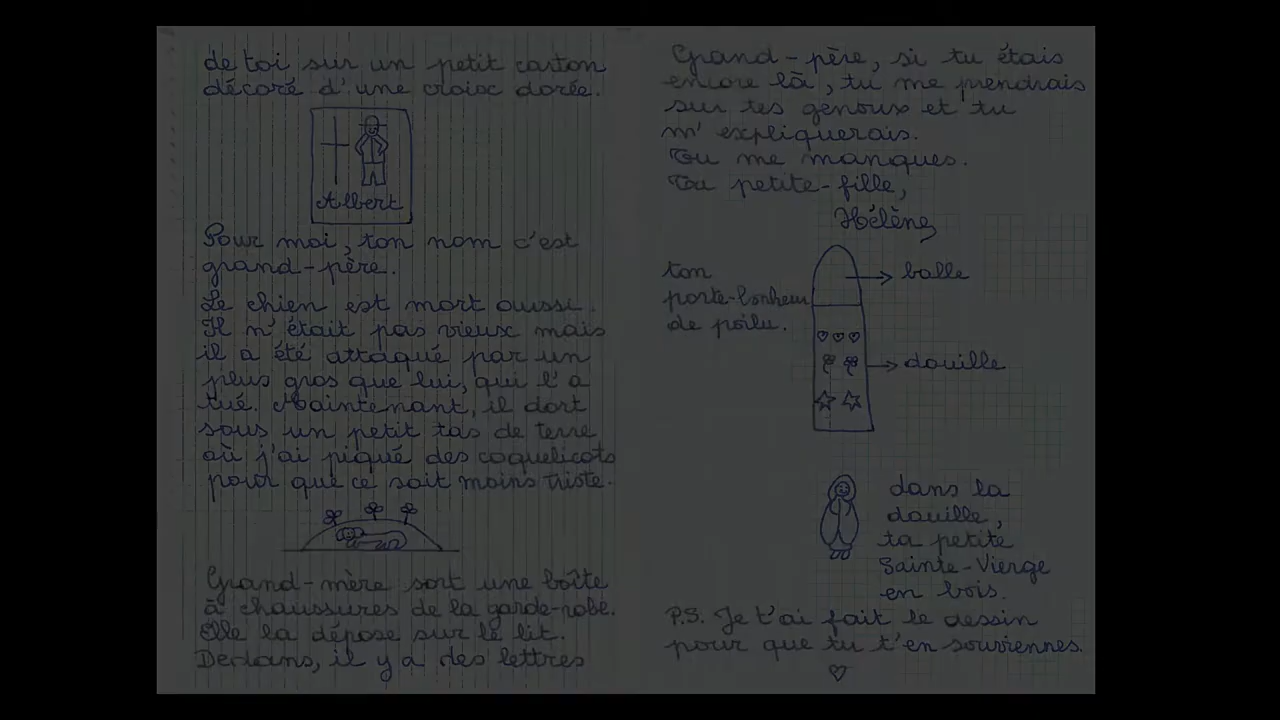 de toi sur un petit carton
décoré d'une croix dorée.
Albert
Pour moi, ton nom c'est
grand-père.
Le chien est mort aussi.
Il n'était pas vieux mais
il a été attaqué par un
plus gros que lui, qui l'a
tué. Maintenant, il dort
sous un petit tas de terre
où j'ai piqué des coquelicots
pour que ce soit moins triste.
Grand-mère sort une boîte
à chaussures de la garde-robe.
Elle la dépose sur le lit.
Dedans, il y a des lettres
Grand-père, si tu étais
encore là, tu me prendrais
sur tes genoux et tu
m'expliquerais.
Tu me manques.
Ta petite-fille,
Hélène
ton
porte-bonheur
de poilu.
balle
douille
dans la
douille,
ta petite
Sainte-Vierge
en bois.
P.S. Je t'ai fait le dessin
pour que tu t'en souviennes.